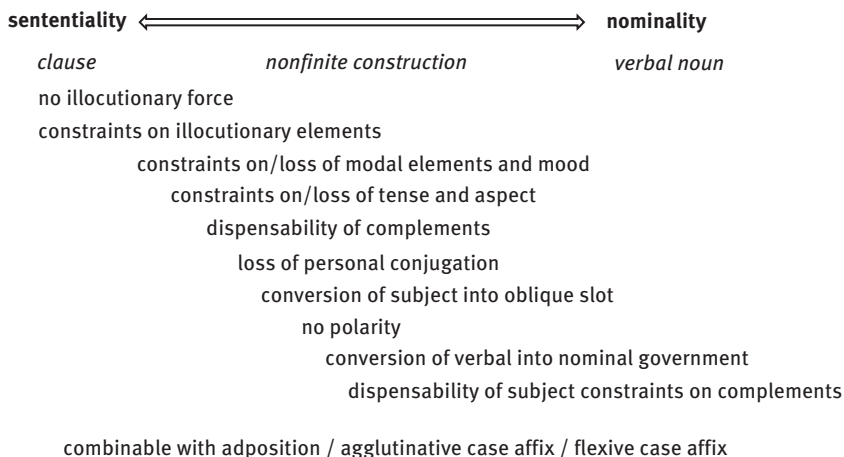 sententiality ⟺ nominality
clause nonfinite construction verbal noun
no illocutionary force
constraints on illocutionary elements
constraints on/loss of modal elements and mood
constraints on/loss of tense and aspect
dispensability of complements
loss of personal conjugation
conversion of subject into oblique slot
no polarity
conversion of verbal into nominal government
dispensability of subject constraints on complements
combinable with adposition / agglutinative case affix / flexive case affix